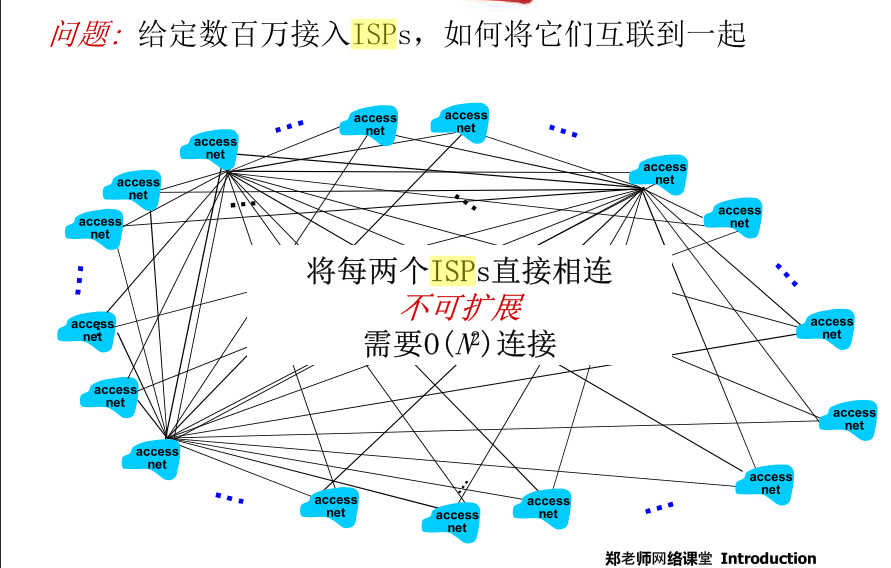 问题: 给定数百万接入ISPs，如何将它们互联到一起
access
net
access
net
access
net
access
net
access
net
access
net
access
net
access
net
将每两个ISPs直接相连
不可扩展
需要O(N²)连接
access
net
access
net
access
net
access
net
access
net
access
net
access
net
access
net
access
net
郑老师网络课堂 Introduction